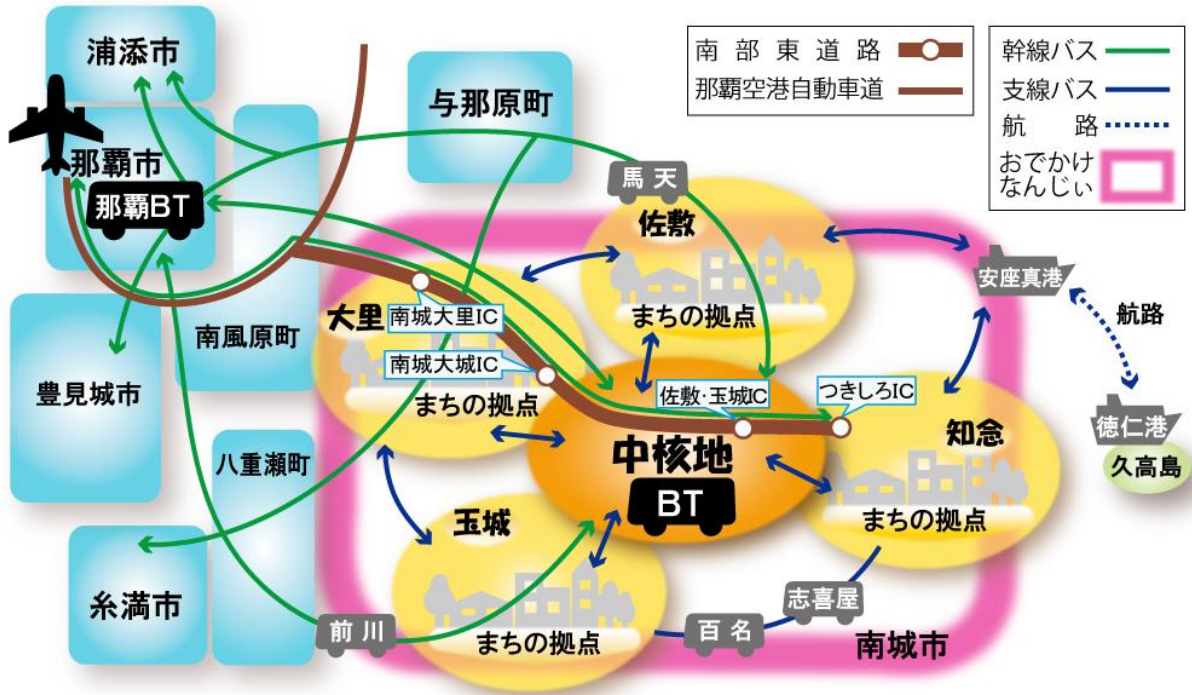 浦添市
那覇市
那覇BT
与那原町
南部東道路
那覇空港自動車道
幹線バス
支線バス
航路
おでかけ
なんじぃ
馬天
佐敷
まちの拠点
安座真港
航路
徳仁港
久高島
南風原町
豊見城市
大里
南城大里IC
南城大城IC
まちの拠点
佐敷・玉城IC
つきしろIC
中核地
BT
知念
まちの拠点
八重瀬町
糸満市
玉城
まちの拠点
前川
百名
志喜屋
南城市